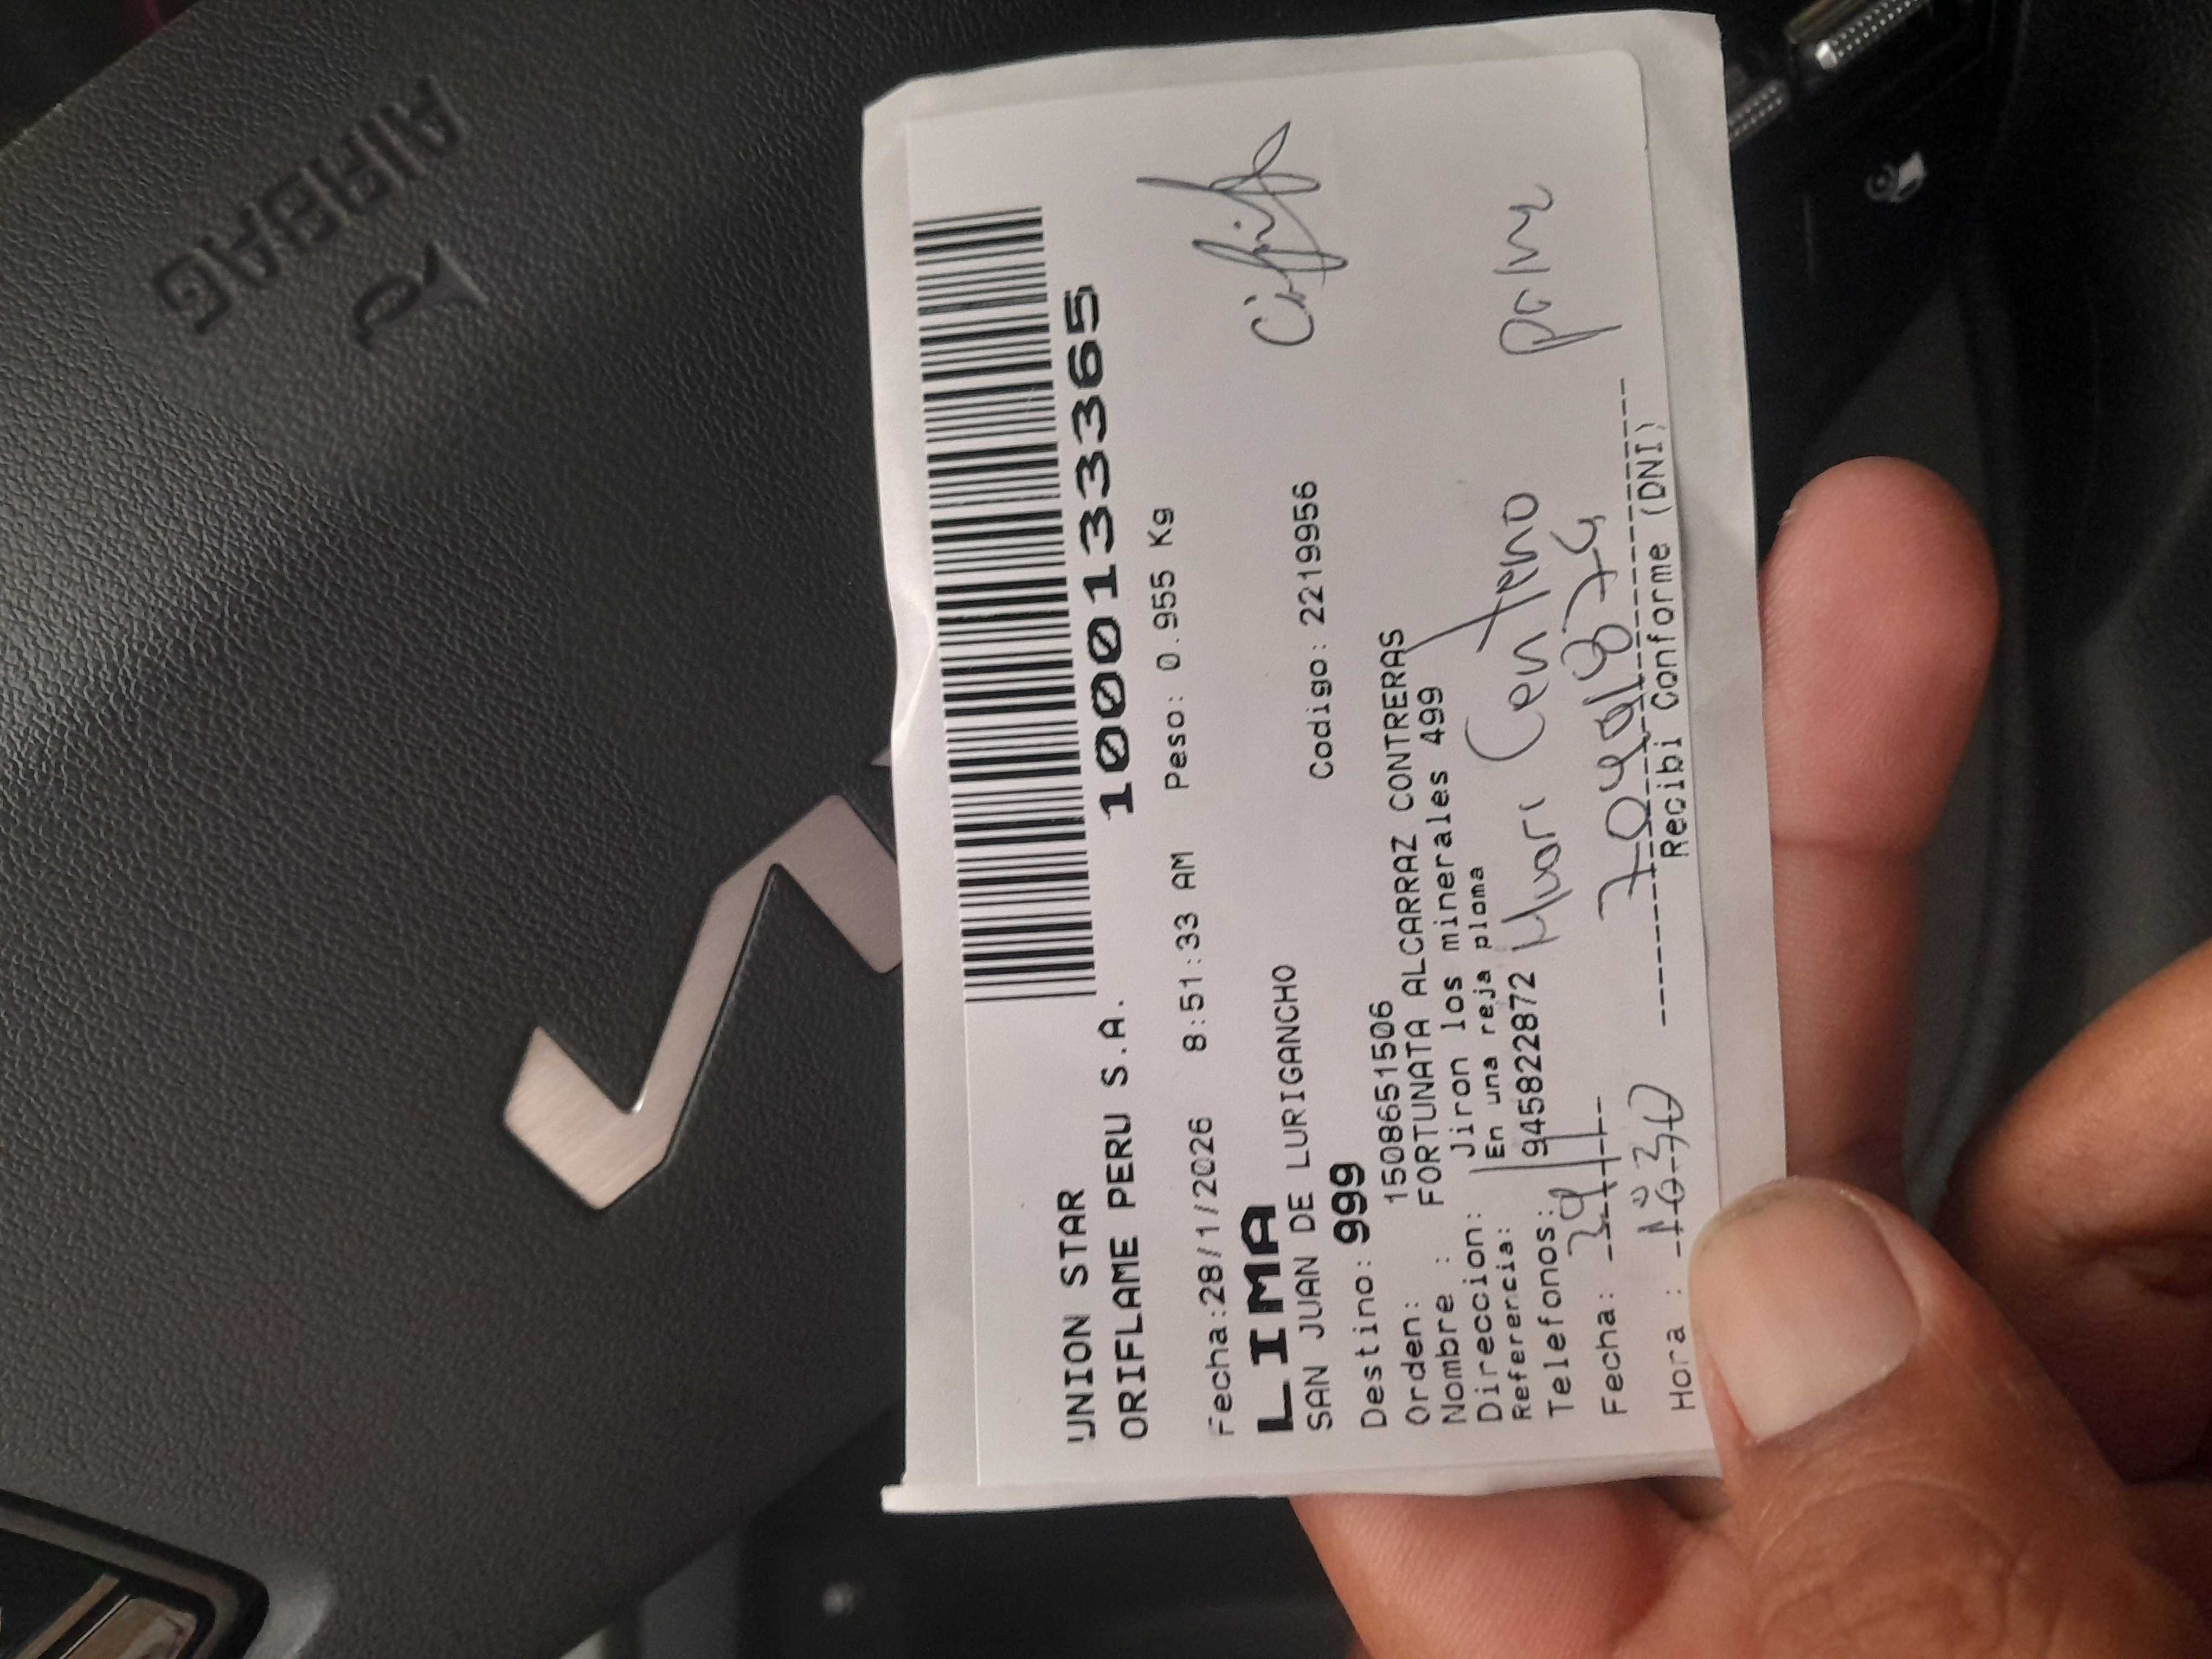 AIRBAG
UNION STAR
ORIFLAME PERU S.A. 10001333365
Fecha:28/1/2026 8:51:33 AM Peso: 0.955 Kg
LIMA
SAN JUAN DE LURIGANCHO
Destino: 999 Codigo: 2219956
Orden: 1508651506
Nombre : FORTUNATA ALCARRAZ CONTRERAS
Direccion: Jiron los minerales 499
Referencia: En una reja ploma
Telefonos: 945822872
Centeno
Fecha:
Hora :
Recibi Conforme (DNI)